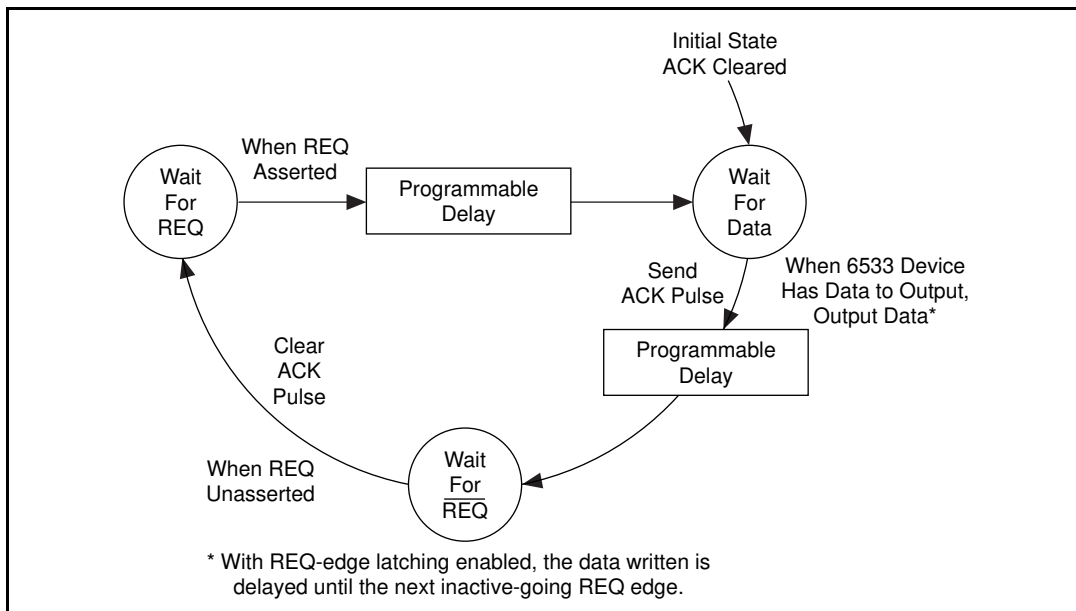 Initial State
ACK Cleared
Wait
For
Data
When 6533 Device
Has Data to Output,
Output Data*
Send
ACK Pulse
Programmable
Delay
Wait
For
REQ
When REQ
Unasserted
Clear
ACK
Pulse
Wait
For
REQ
When REQ
Asserted
Programmable
Delay
* With REQ-edge latching enabled, the data written is
delayed until the next inactive-going REQ edge.